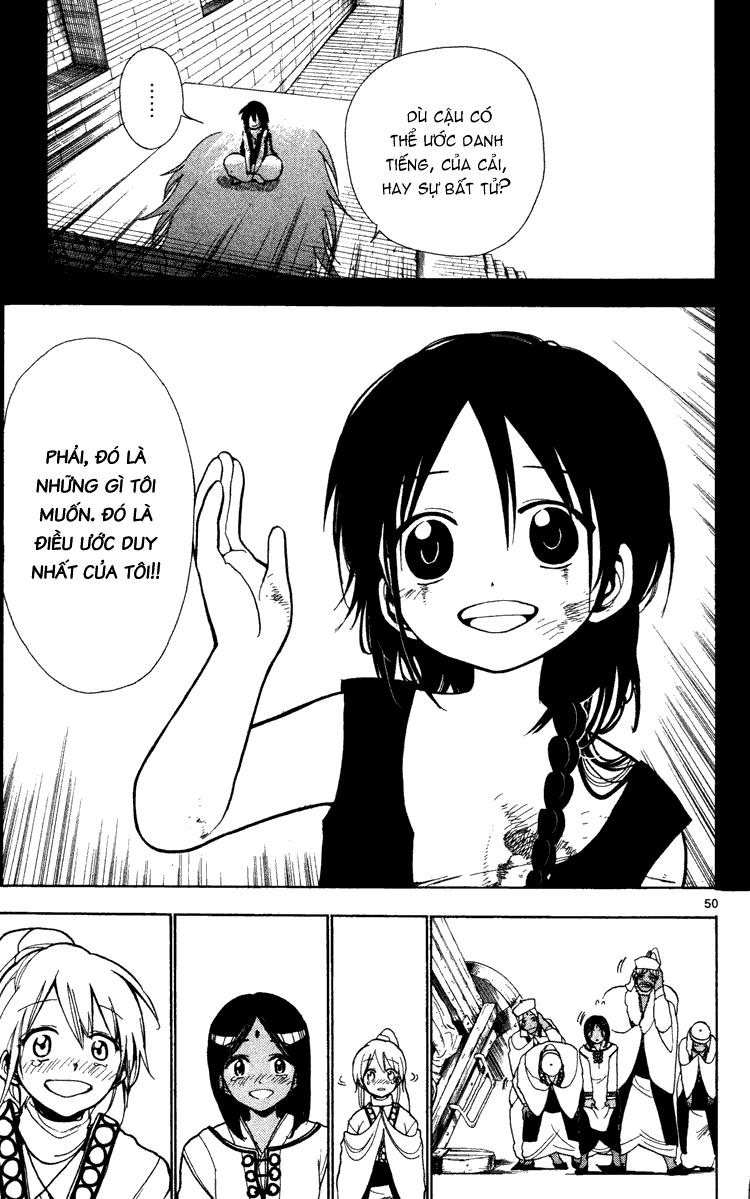 .......
DÙ CẬU CÓ
THỂ ƯỚC DANH
TIẾNG, CỦA CẢI,
HAY SỰ BẤT TỬ?
PHẢI, ĐÓ LÀ
NHỮNG GÌ TÔI
MUỐN. ĐÓ LÀ
ĐIỀU ƯỚC DUY
NHẤT CỦA TÔI!!
50